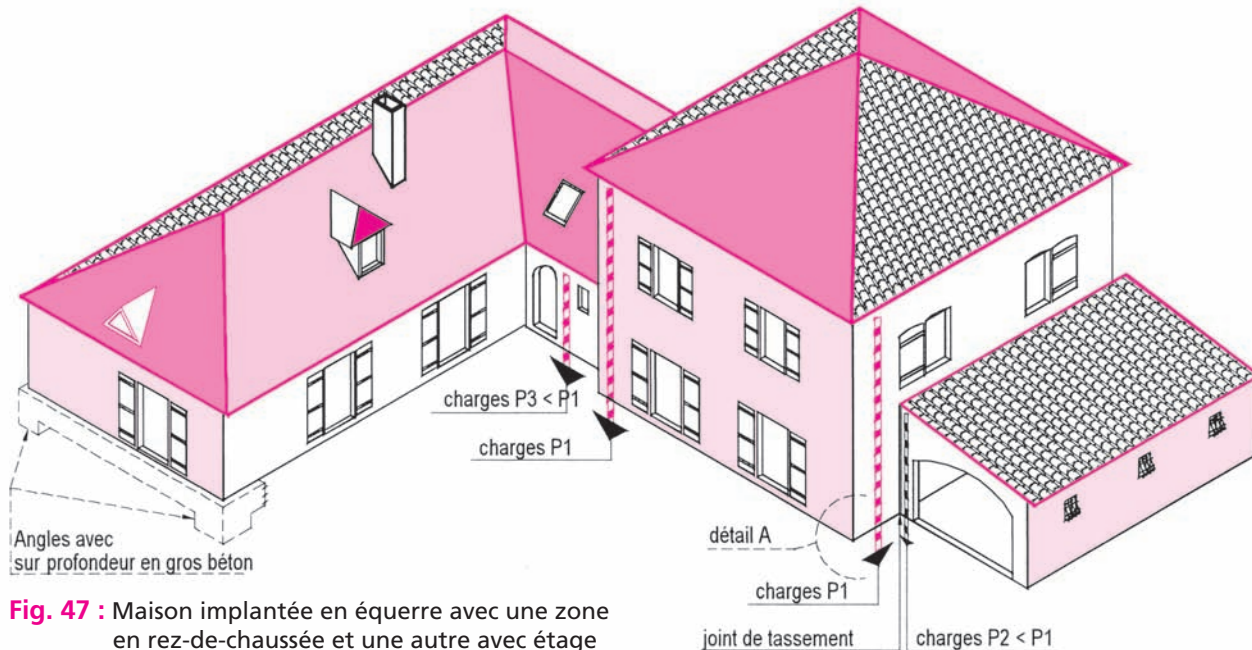 charges P3 < P1
charges P1
Angles avec
sur profondeur en gros béton
détail A
charges P1
joint de tassement
charges P2 < P1
Fig. 47 : Maison implantée en équerre avec une zone
en rez-de-chaussée et une autre avec étage